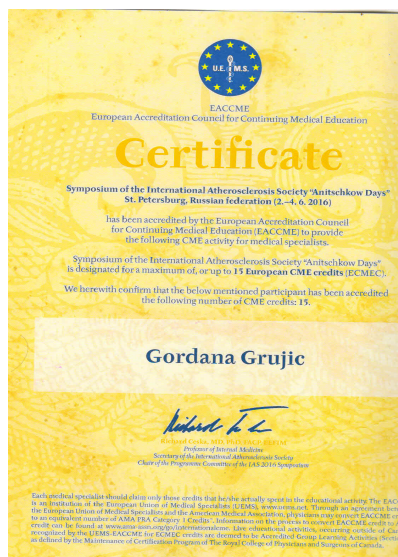 U.E. M.S.
EACCME
European Accreditation Council for Continuing Medical Education
Certificate
Symposium of the International Atherosclerosis Society “Anitschkow Days”
St. Petersburg, Russian federation (2.–4. 6. 2016)
has been accredited by the European Accreditation Council
for Continuing Medical Education (EACCME) to provide
the following CME activity for medical specialists.
Symposium of the International Atherosclerosis Society “Anitschkow Days”
is designated for a maximum of, or up to 15 European CME credits (ECMEC).
We herewith confirm that the below mentioned participant has been accredited
the following number of CME credits: 15.
Gordana Grujic
Richard Ceska, MD, PhD, FACP, FEFIM
Professor of Internal Medicine
Secretary of the International Atherosclerosis Society
Chair of the Programme Committee of the IAS 2016 Symposium
Each medical specialist should claim only those credits that he/she actually spent in the educational activity. The EACC
is an institution of the European Union of Medical Specialists (UEMS), www.uems.net. Through an agreement be
the European Union of Medical Specialists and the American Medical Association, physicians may convert EACCME cr
to an equivalent number of AMA PRA Category 1 Credits. Information on the process to convert EACCME credit to
credit can be found at www.ama-assn.org/go/internationalcme. Live educational activities, occurring outside of Ca
recognized by the UEMS-EACCME for ECMEC credits are deemed to be Accredited Group Learning Activities (Secti
as defined by the Maintenance of Certification Program of The Royal College of Physicians and Surgeons of Canada.